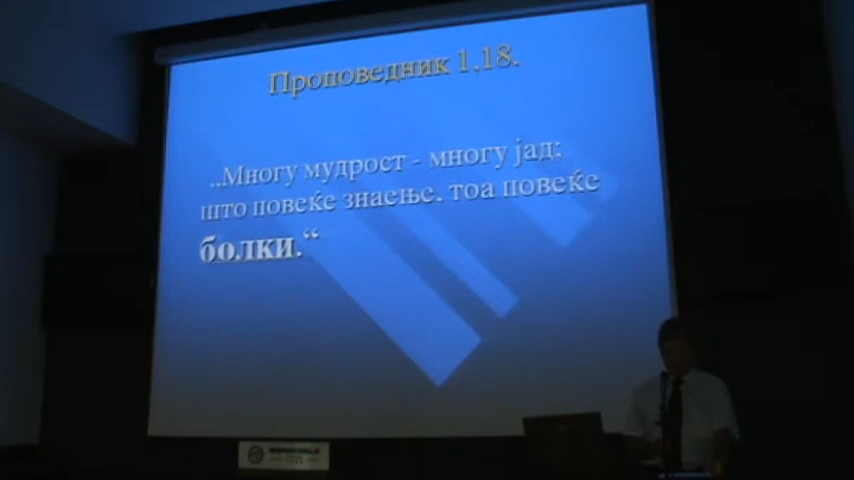 Проповедник 1,18.
„Многу мудрост - многу јад;
што повеќе знаење, тоа повеќе
болки.“